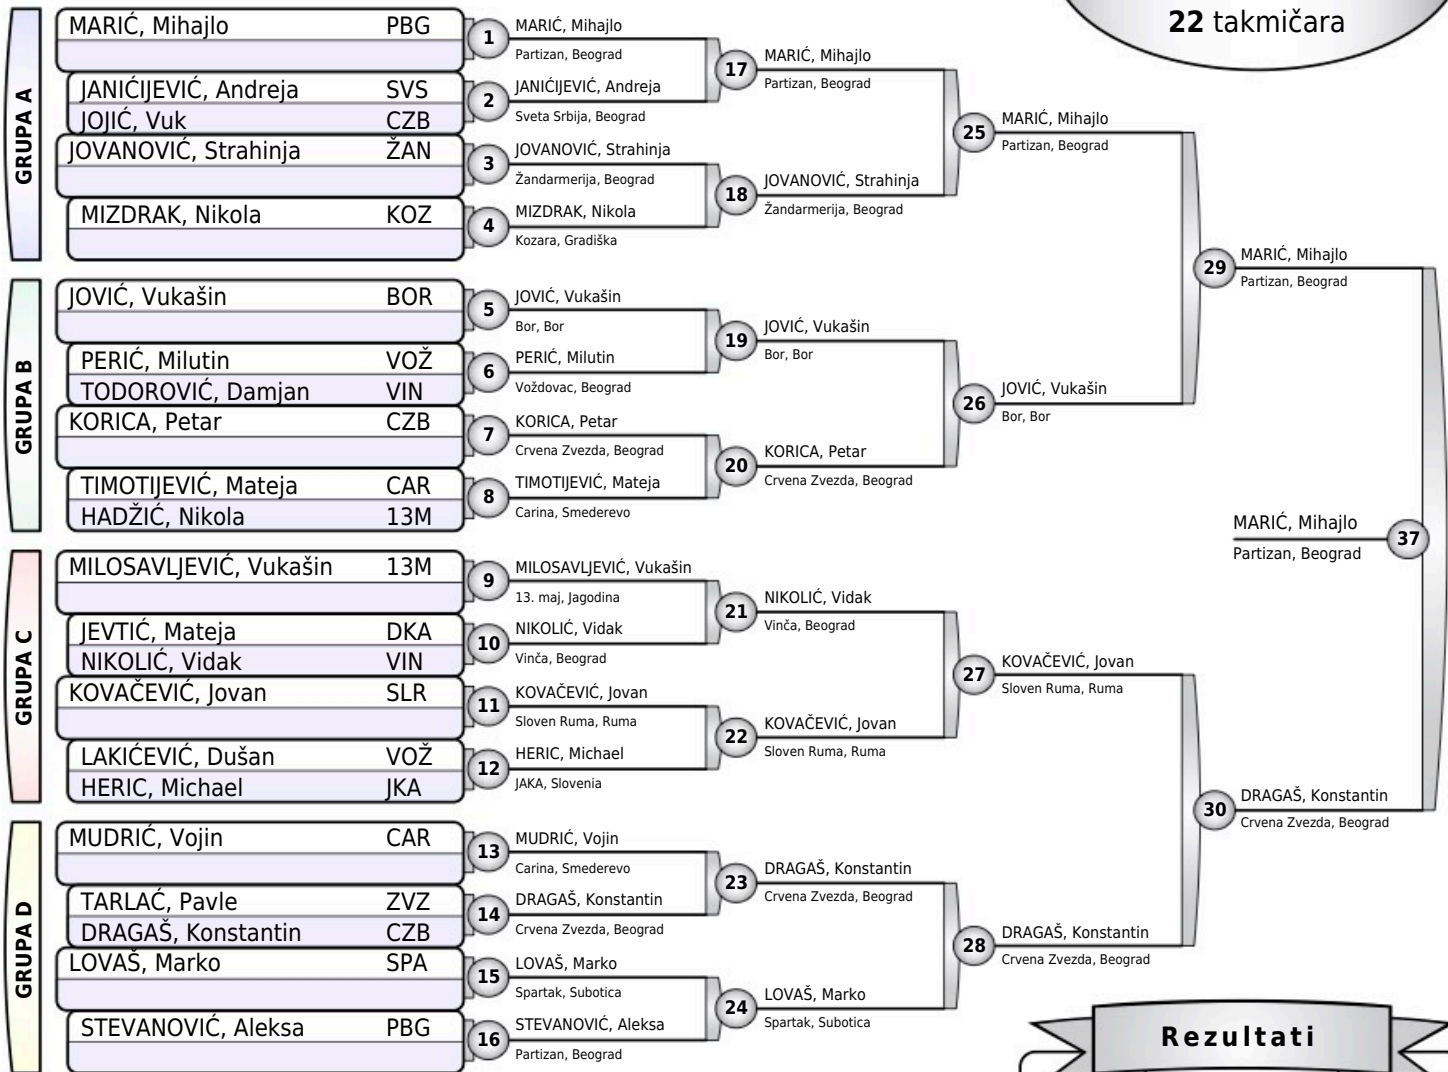 22 takmičara
GRUPA A
MARIĆ, Mihajlo PBG
JANIĆIJEVIĆ, Andreja SVS
JOJIĆ, Vuk CZB
JOVANOVIĆ, Strahinja ŽAN
MIZDRAK, Nikola KOZ
GRUPA B
JOVIĆ, Vukašin BOR
PERIĆ, Milutin VOŽ
TODOROVIĆ, Damjan VIN
KORICA, Petar CZB
TIMOTIJEVIĆ, Mateja CAR
HADŽIĆ, Nikola 13M
GRUPA C
MILOSAVLJEVIĆ, Vukašin 13M
JEVTIĆ, Mateja DKA
NIKOLIĆ, Vidak VIN
KOVAČEVIĆ, Jovan SLR
LAKIĆEVIĆ, Dušan VOŽ
HERIC, Michael JKA
GRUPA D
MUDRIĆ, Vojin CAR
TARLAĆ, Pavle ZVZ
DRAGAŠ, Konstantin CZB
LOVAŠ, Marko SPA
STEVANOVIĆ, Aleksa PBG
1 MARIĆ, Mihajlo
Partizan, Beograd
2 JANIĆIJEVIĆ, Andreja
Sveta Srbija, Beograd
3 JOVANOVIĆ, Strahinja
Žandarmerija, Beograd
4 MIZDRAK, Nikola
Kozara, Gradiška
5 JOVIĆ, Vukašin
Bor, Bor
6 PERIĆ, Milutin
Voždovac, Beograd
7 KORICA, Petar
Crvena Zvezda, Beograd
8 TIMOTIJEVIĆ, Mateja
Carina, Smederevo
9 MILOSAVLJEVIĆ, Vukašin
13. maj, Jagodina
10 NIKOLIĆ, Vidak
Vinča, Beograd
11 KOVAČEVIĆ, Jovan
Sloven Ruma, Ruma
12 HERIC, Michael
JAKA, Slovenia
13 MUDRIĆ, Vojin
Carina, Smederevo
14 DRAGAŠ, Konstantin
Crvena Zvezda, Beograd
15 LOVAŠ, Marko
Spartak, Subotica
16 STEVANOVIĆ, Aleksa
Partizan, Beograd
17 MARIĆ, Mihajlo
Partizan, Beograd
18 JOVANOVIĆ, Strahinja
Žandarmerija, Beograd
19 JOVIĆ, Vukašin
Bor, Bor
20 KORICA, Petar
Crvena Zvezda, Beograd
21 NIKOLIĆ, Vidak
Vinča, Beograd
22 KOVAČEVIĆ, Jovan
Sloven Ruma, Ruma
23 DRAGAŠ, Konstantin
Crvena Zvezda, Beograd
24 LOVAŠ, Marko
Spartak, Subotica
25 MARIĆ, Mihajlo
Partizan, Beograd
26 JOVIĆ, Vukašin
Bor, Bor
27 KOVAČEVIĆ, Jovan
Sloven Ruma, Ruma
28 DRAGAŠ, Konstantin
Crvena Zvezda, Beograd
29 MARIĆ, Mihajlo
Partizan, Beograd
30 DRAGAŠ, Konstantin
Crvena Zvezda, Beograd
MARIĆ, Mihajlo 37
Partizan, Beograd
Rezultati